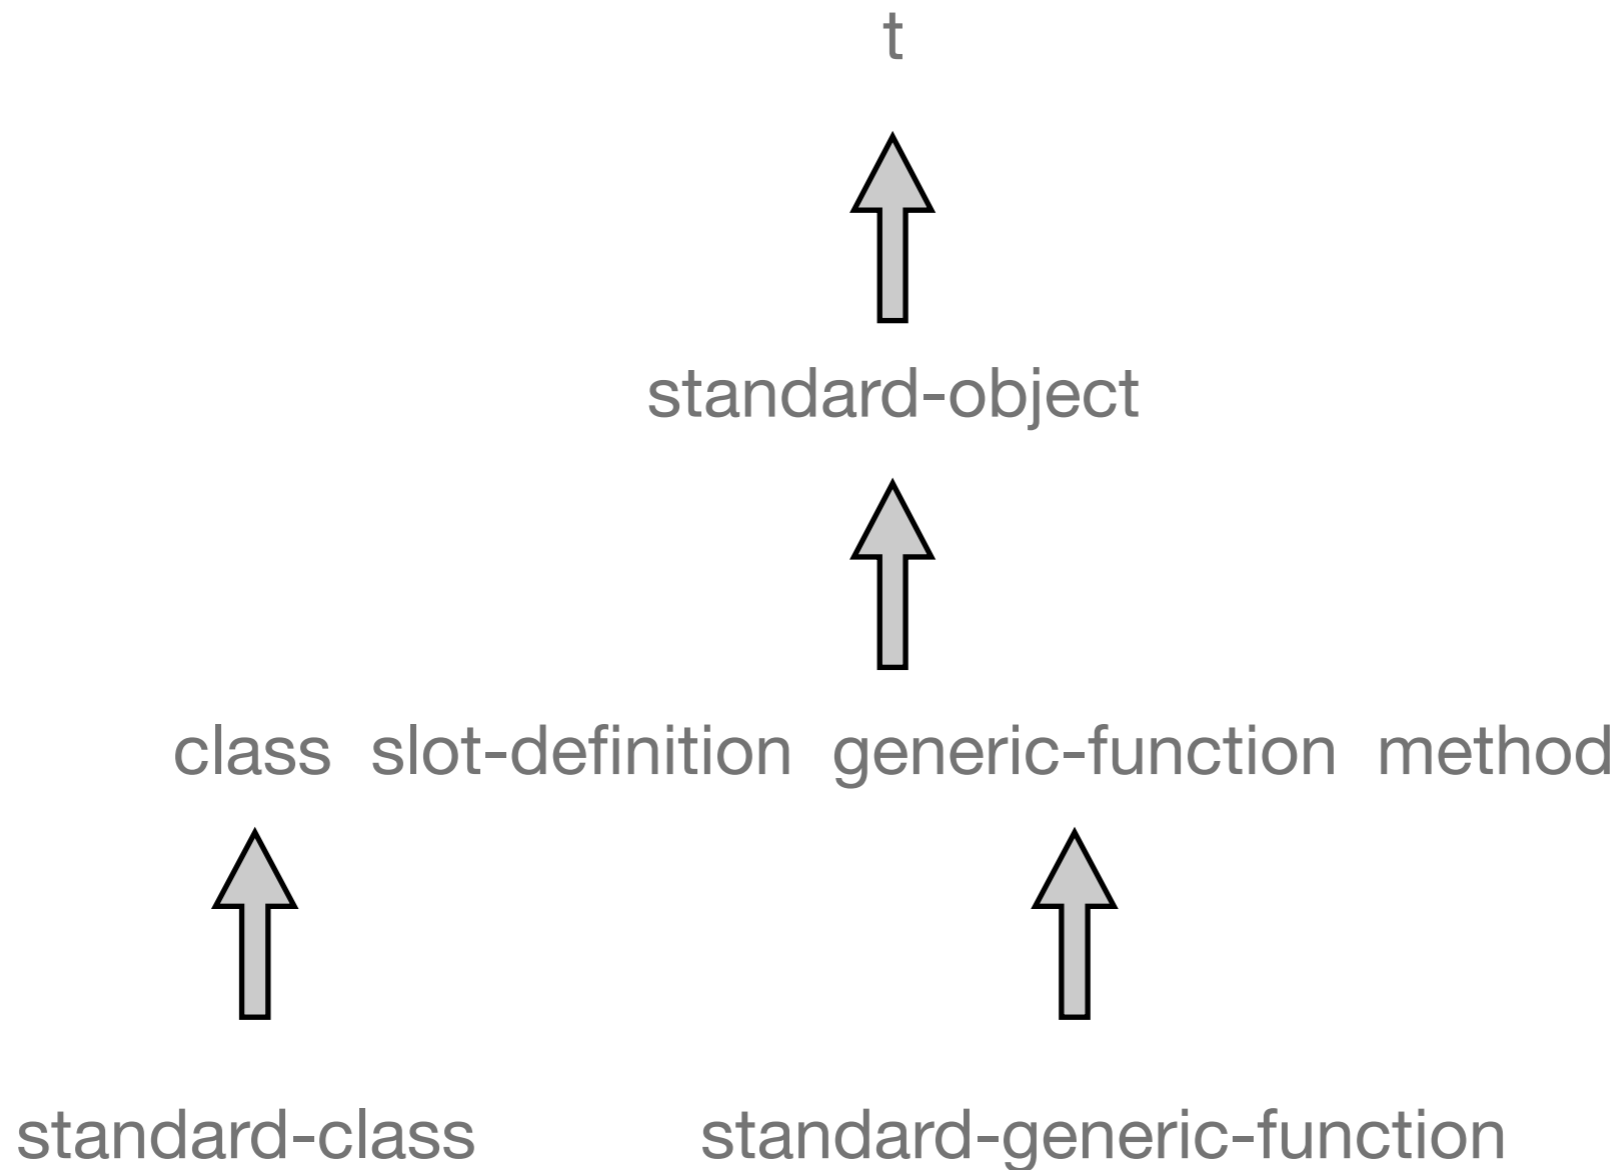 t
standard-object
class slot-definition generic-function method
standard-class standard-generic-function